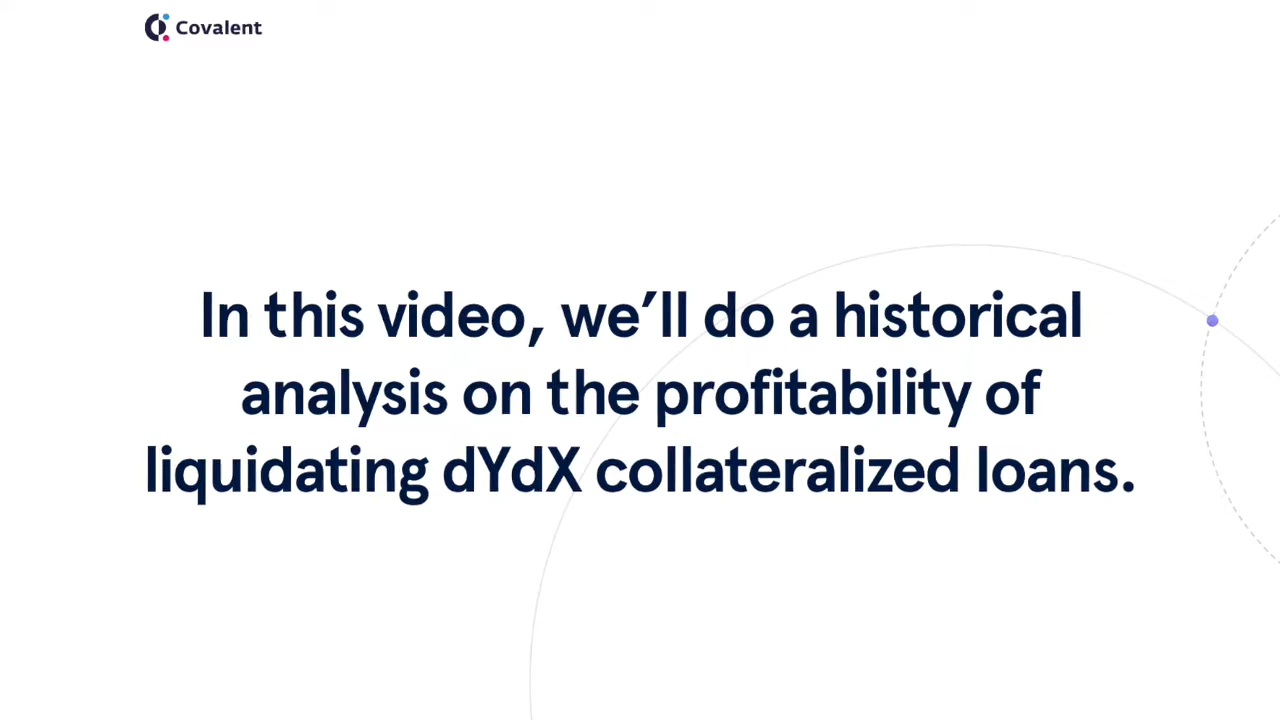 Covalent
In this video, we’ll do a historical
analysis on the profitability of
liquidating dYdX collateralized loans.